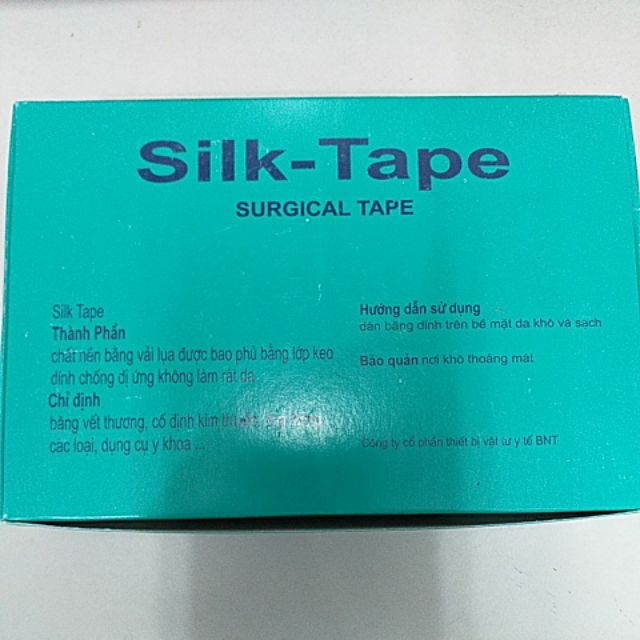 Silk-Tape
SURGICAL TAPE
Silk Tape
Thành Phần
chất nền bằng vải lụa được bao phủ bằng lớp keo
dính chống dị ứng không làm rát da
Chỉ định
băng vết thương, cố định kim
các loại, dụng cụ y khoa ...
Hướng dẫn sử dụng
dán băng dính trên bề mặt da khô và sạch
Bảo quản nơi khô thoáng mát
Công ty cổ phần thiết bị vật tư y tế BNT